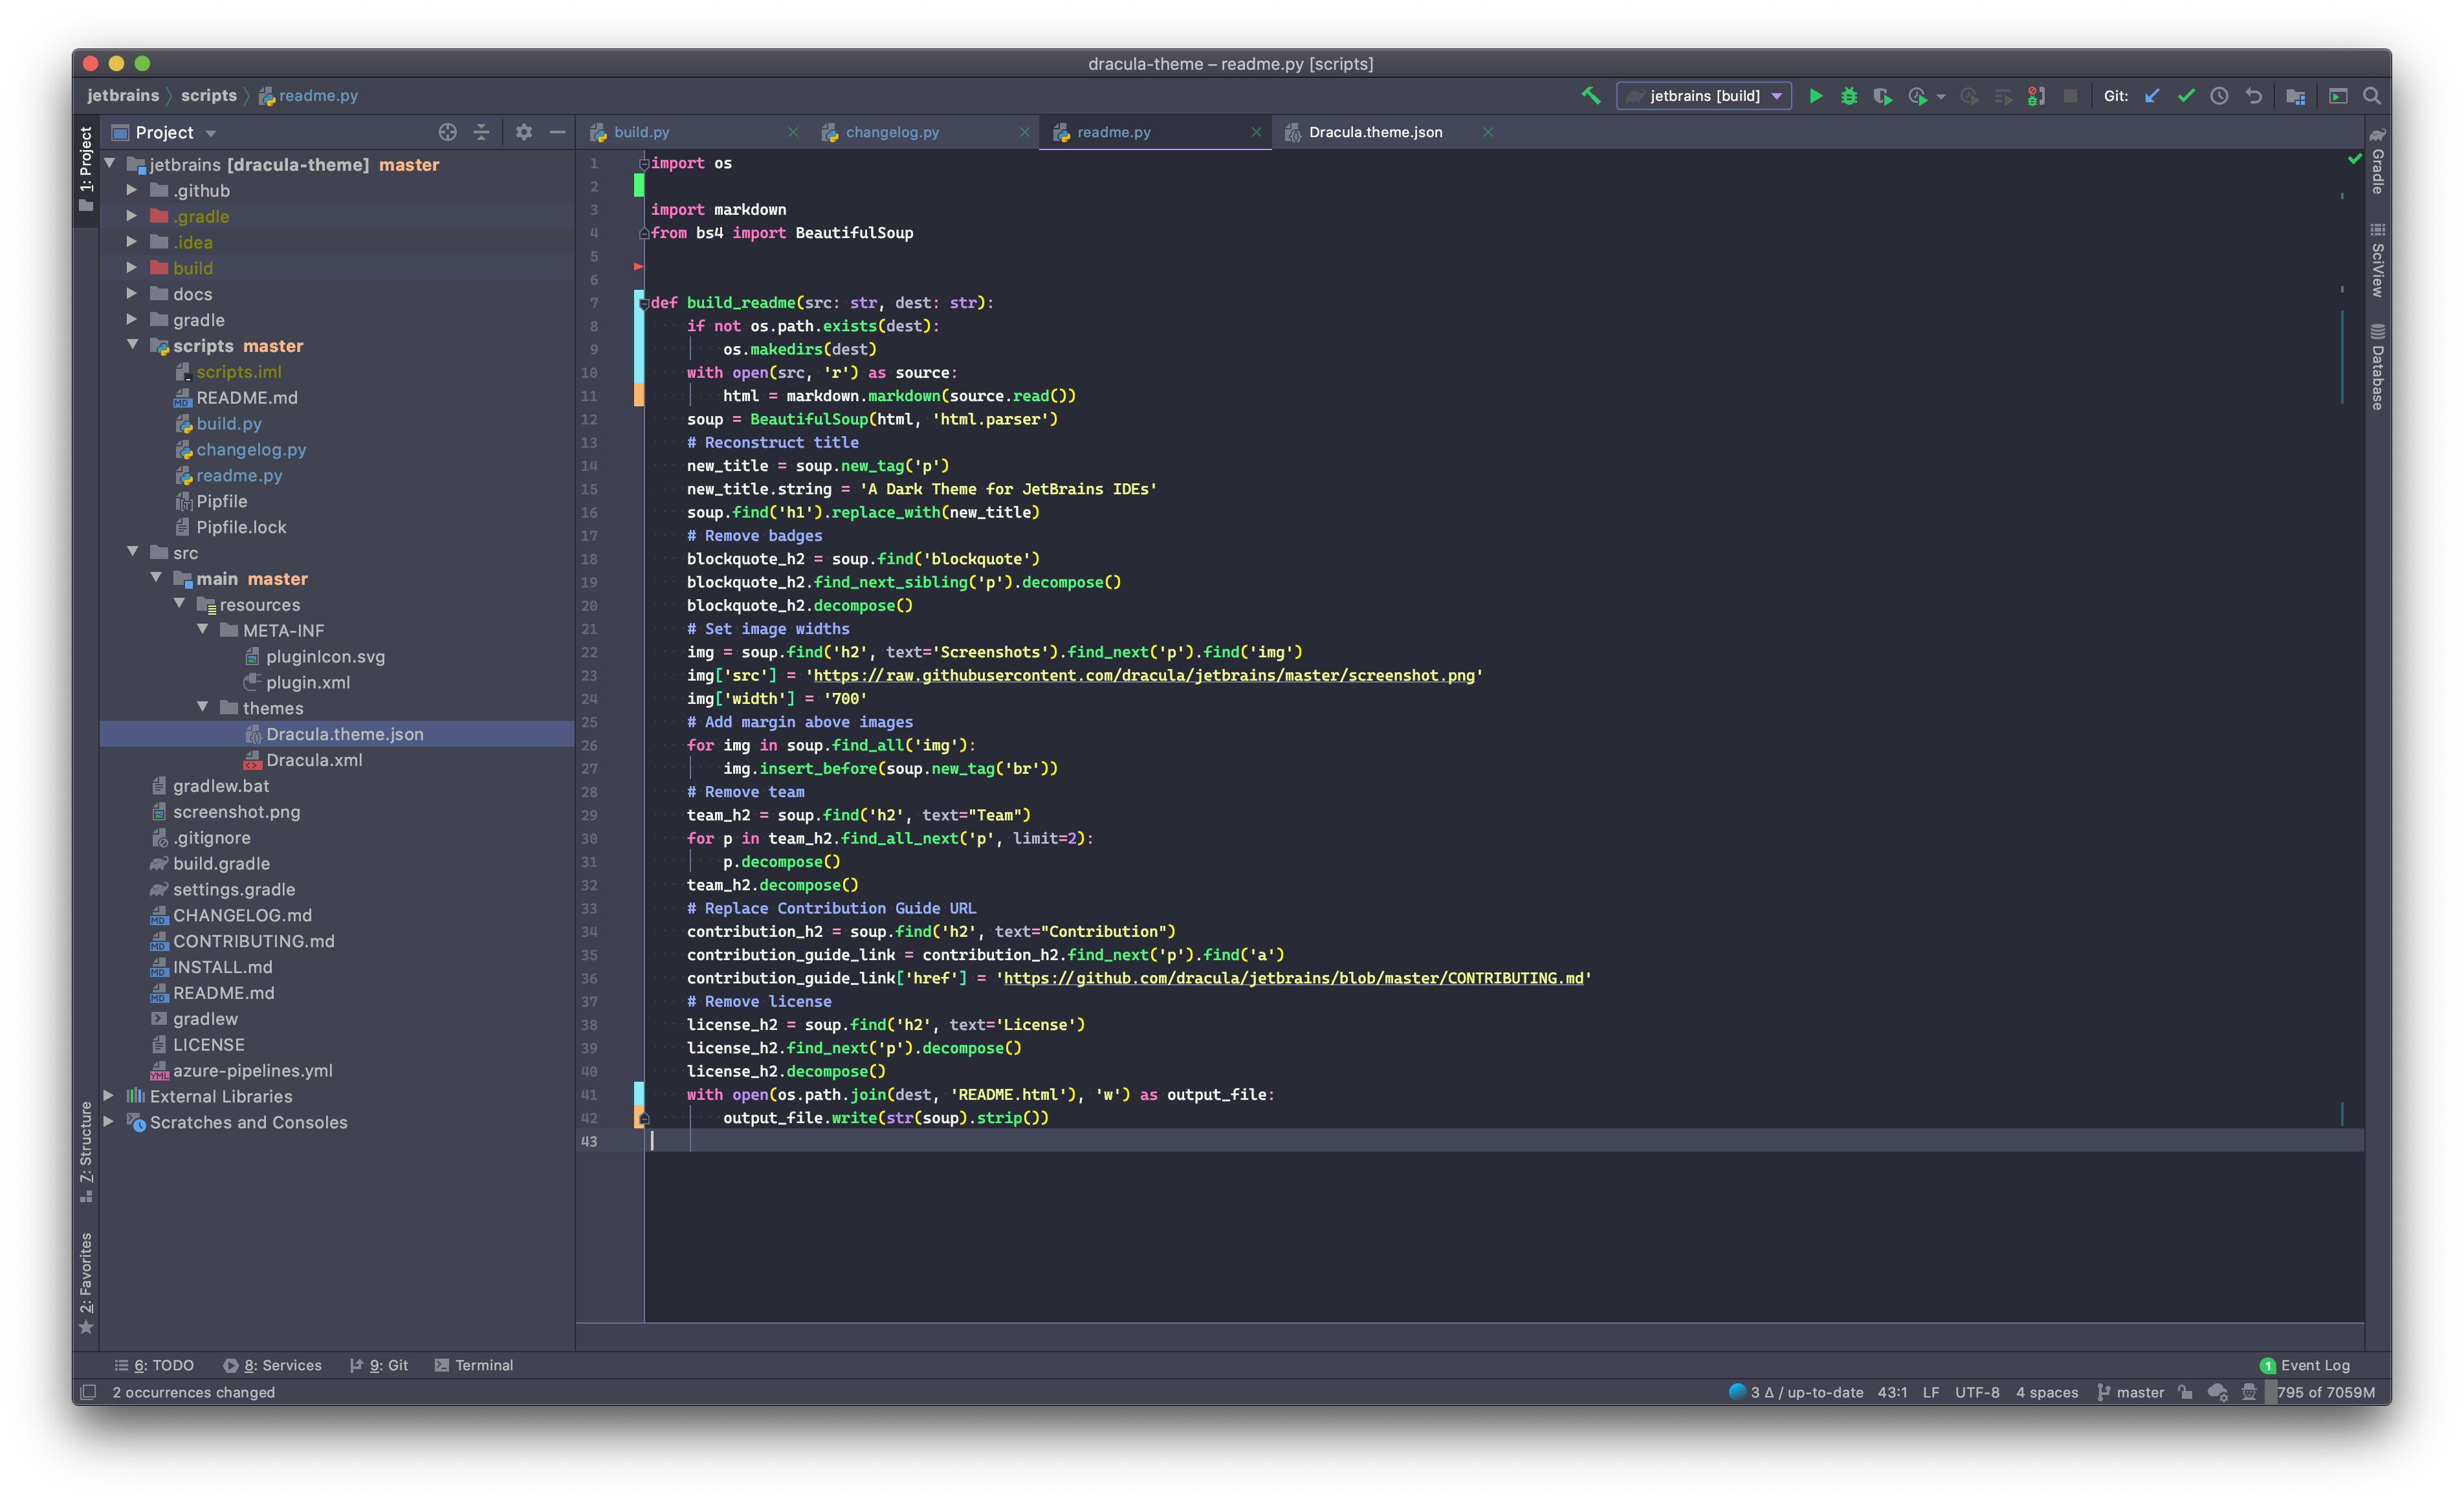 dracula-theme – readme.py [scripts]
jetbrains scripts readme.py
jetbrains [build]
Git:
1: Project
Project
build.py
changelog.py
readme.py
Dracula.theme.json
Gradle
SciView
Database
jetbrains [dracula-theme] master
.github
.gradle
.idea
build
docs
gradle
scripts master
scripts.iml
README.md
build.py
changelog.py
readme.py
Pipfile
Pipfile.lock
src
main master
resources
META-INF
pluginIcon.svg
plugin.xml
themes
Dracula.theme.json
Dracula.xml
gradlew.bat
screenshot.png
.gitignore
build.gradle
settings.gradle
CHANGELOG.md
CONTRIBUTING.md
INSTALL.md
README.md
gradlew
LICENSE
azure-pipelines.yml
External Libraries
Scratches and Consoles
7: Structure
2: Favorites
1 import os
2
3 import markdown
4 from bs4 import BeautifulSoup
5
6
7 def build_readme(src: str, dest: str):
8     if not os.path.exists(dest):
9         os.makedirs(dest)
10     with open(src, 'r') as source:
11         html = markdown.markdown(source.read())
12     soup = BeautifulSoup(html, 'html.parser')
13     # Reconstruct title
14     new_title = soup.new_tag('p')
15     new_title.string = 'A Dark Theme for JetBrains IDEs'
16     soup.find('h1').replace_with(new_title)
17     # Remove badges
18     blockquote_h2 = soup.find('blockquote')
19     blockquote_h2.find_next_sibling('p').decompose()
20     blockquote_h2.decompose()
21     # Set image widths
22     img = soup.find('h2', text='Screenshots').find_next('p').find('img')
23     img['src'] = 'https://raw.githubusercontent.com/dracula/jetbrains/master/screenshot.png'
24     img['width'] = '700'
25     # Add margin above images
26     for img in soup.find_all('img'):
27         img.insert_before(soup.new_tag('br'))
28     # Remove team
29     team_h2 = soup.find('h2', text="Team")
30     for p in team_h2.find_all_next('p', limit=2):
31         p.decompose()
32     team_h2.decompose()
33     # Replace Contribution Guide URL
34     contribution_h2 = soup.find('h2', text="Contribution")
35     contribution_guide_link = contribution_h2.find_next('p').find('a')
36     contribution_guide_link['href'] = 'https://github.com/dracula/jetbrains/blob/master/CONTRIBUTING.md'
37     # Remove license
38     license_h2 = soup.find('h2', text='License')
39     license_h2.find_next('p').decompose()
40     license_h2.decompose()
41     with open(os.path.join(dest, 'README.html'), 'w') as output_file:
42         output_file.write(str(soup).strip())
43
6: TODO 8: Services 9: Git Terminal
1 Event Log
2 occurrences changed
3 Δ / up-to-date 43:1 LF UTF-8 4 spaces master 795 of 7059M